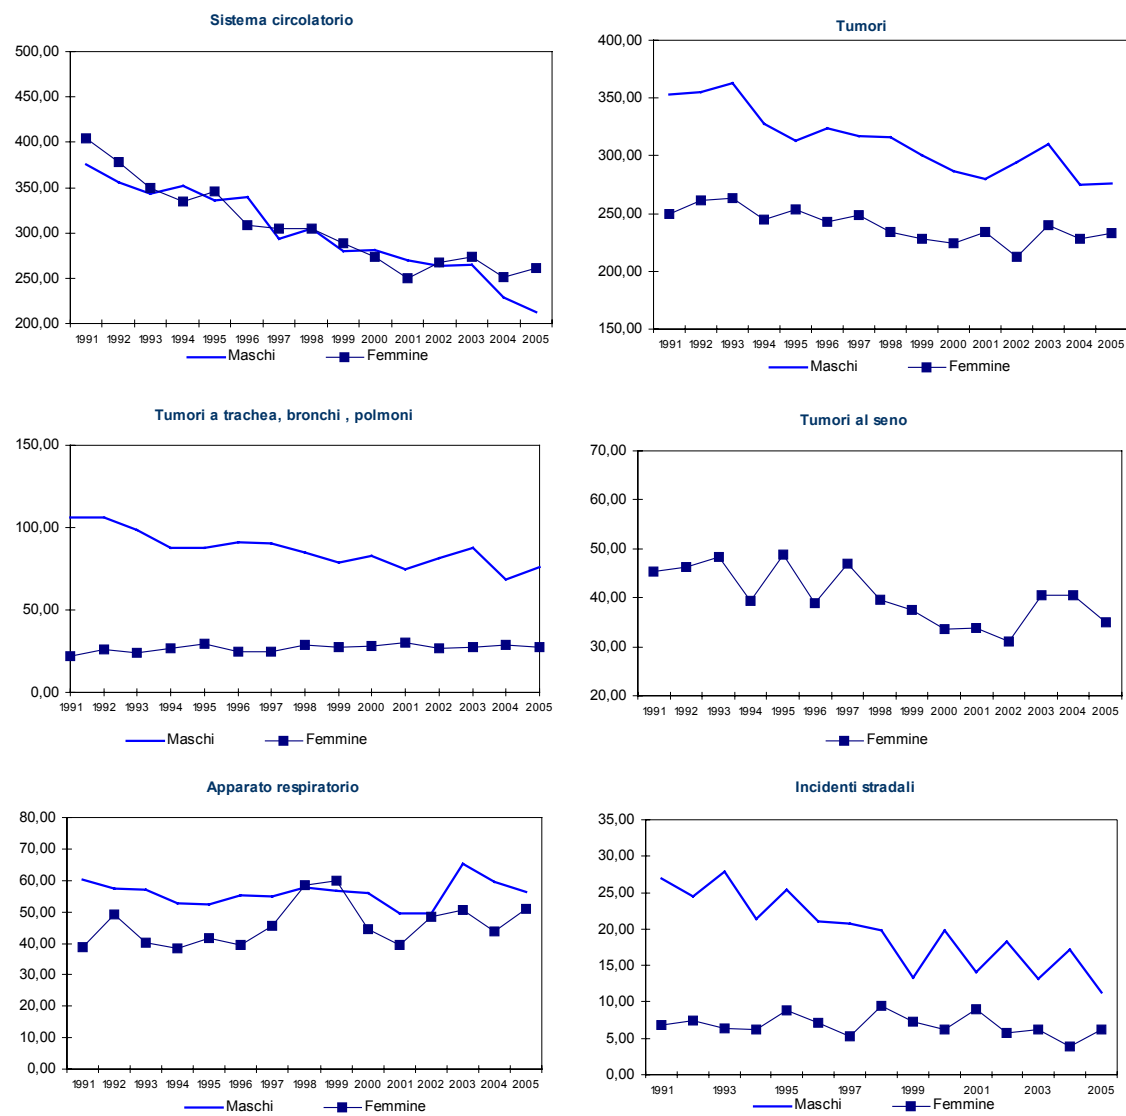 Sistema circolatorio
500,00
450,00
400,00
350,00
300,00
250,00
200,00
1991 1992 1993 1994 1995 1996 1997 1998 1999 2000 2001 2002 2003 2004 2005
Maschi Femmine
Tumori
400,00
350,00
300,00
250,00
200,00
150,00
1991 1992 1993 1994 1995 1996 1997 1998 1999 2000 2001 2002 2003 2004 2005
Maschi Femmine
Tumori a trachea, bronchi , polmoni
150,00
100,00
50,00
0,00
1991 1992 1993 1994 1995 1996 1997 1998 1999 2000 2001 2002 2003 2004 2005
Maschi Femmine
Tumori al seno
70,00
60,00
50,00
40,00
30,00
20,00
1991 1992 1993 1994 1995 1996 1997 1998 1999 2000 2001 2002 2003 2004 2005
Femmine
Apparato respiratorio
80,00
70,00
60,00
50,00
40,00
30,00
20,00
10,00
0,00
1991 1992 1993 1994 1995 1996 1997 1998 1999 2000 2001 2002 2003 2004 2005
Maschi Femmine
Incidenti stradali
35,00
30,00
25,00
20,00
15,00
10,00
5,00
0,00
1991 1993 1995 1997 1999 2001 2003 2005
Maschi Femmine